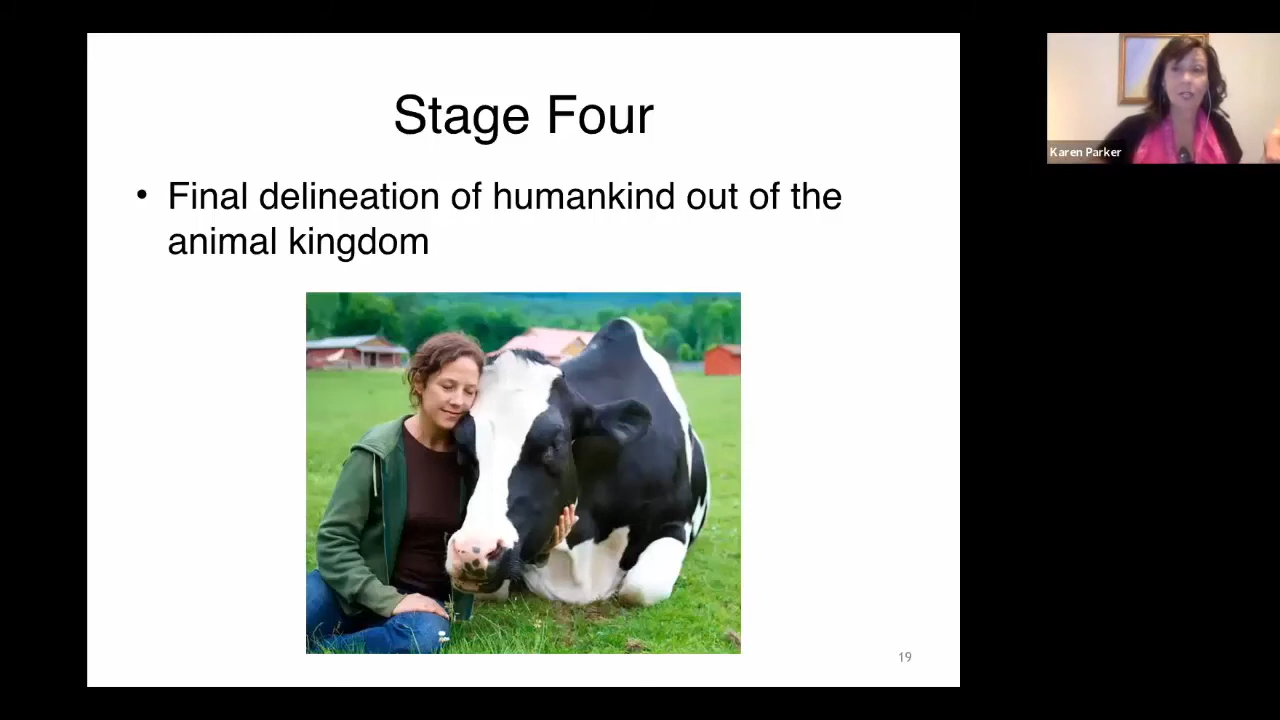 Stage Four
• Final delineation of humankind out of the
animal kingdom
19
Karen Parker